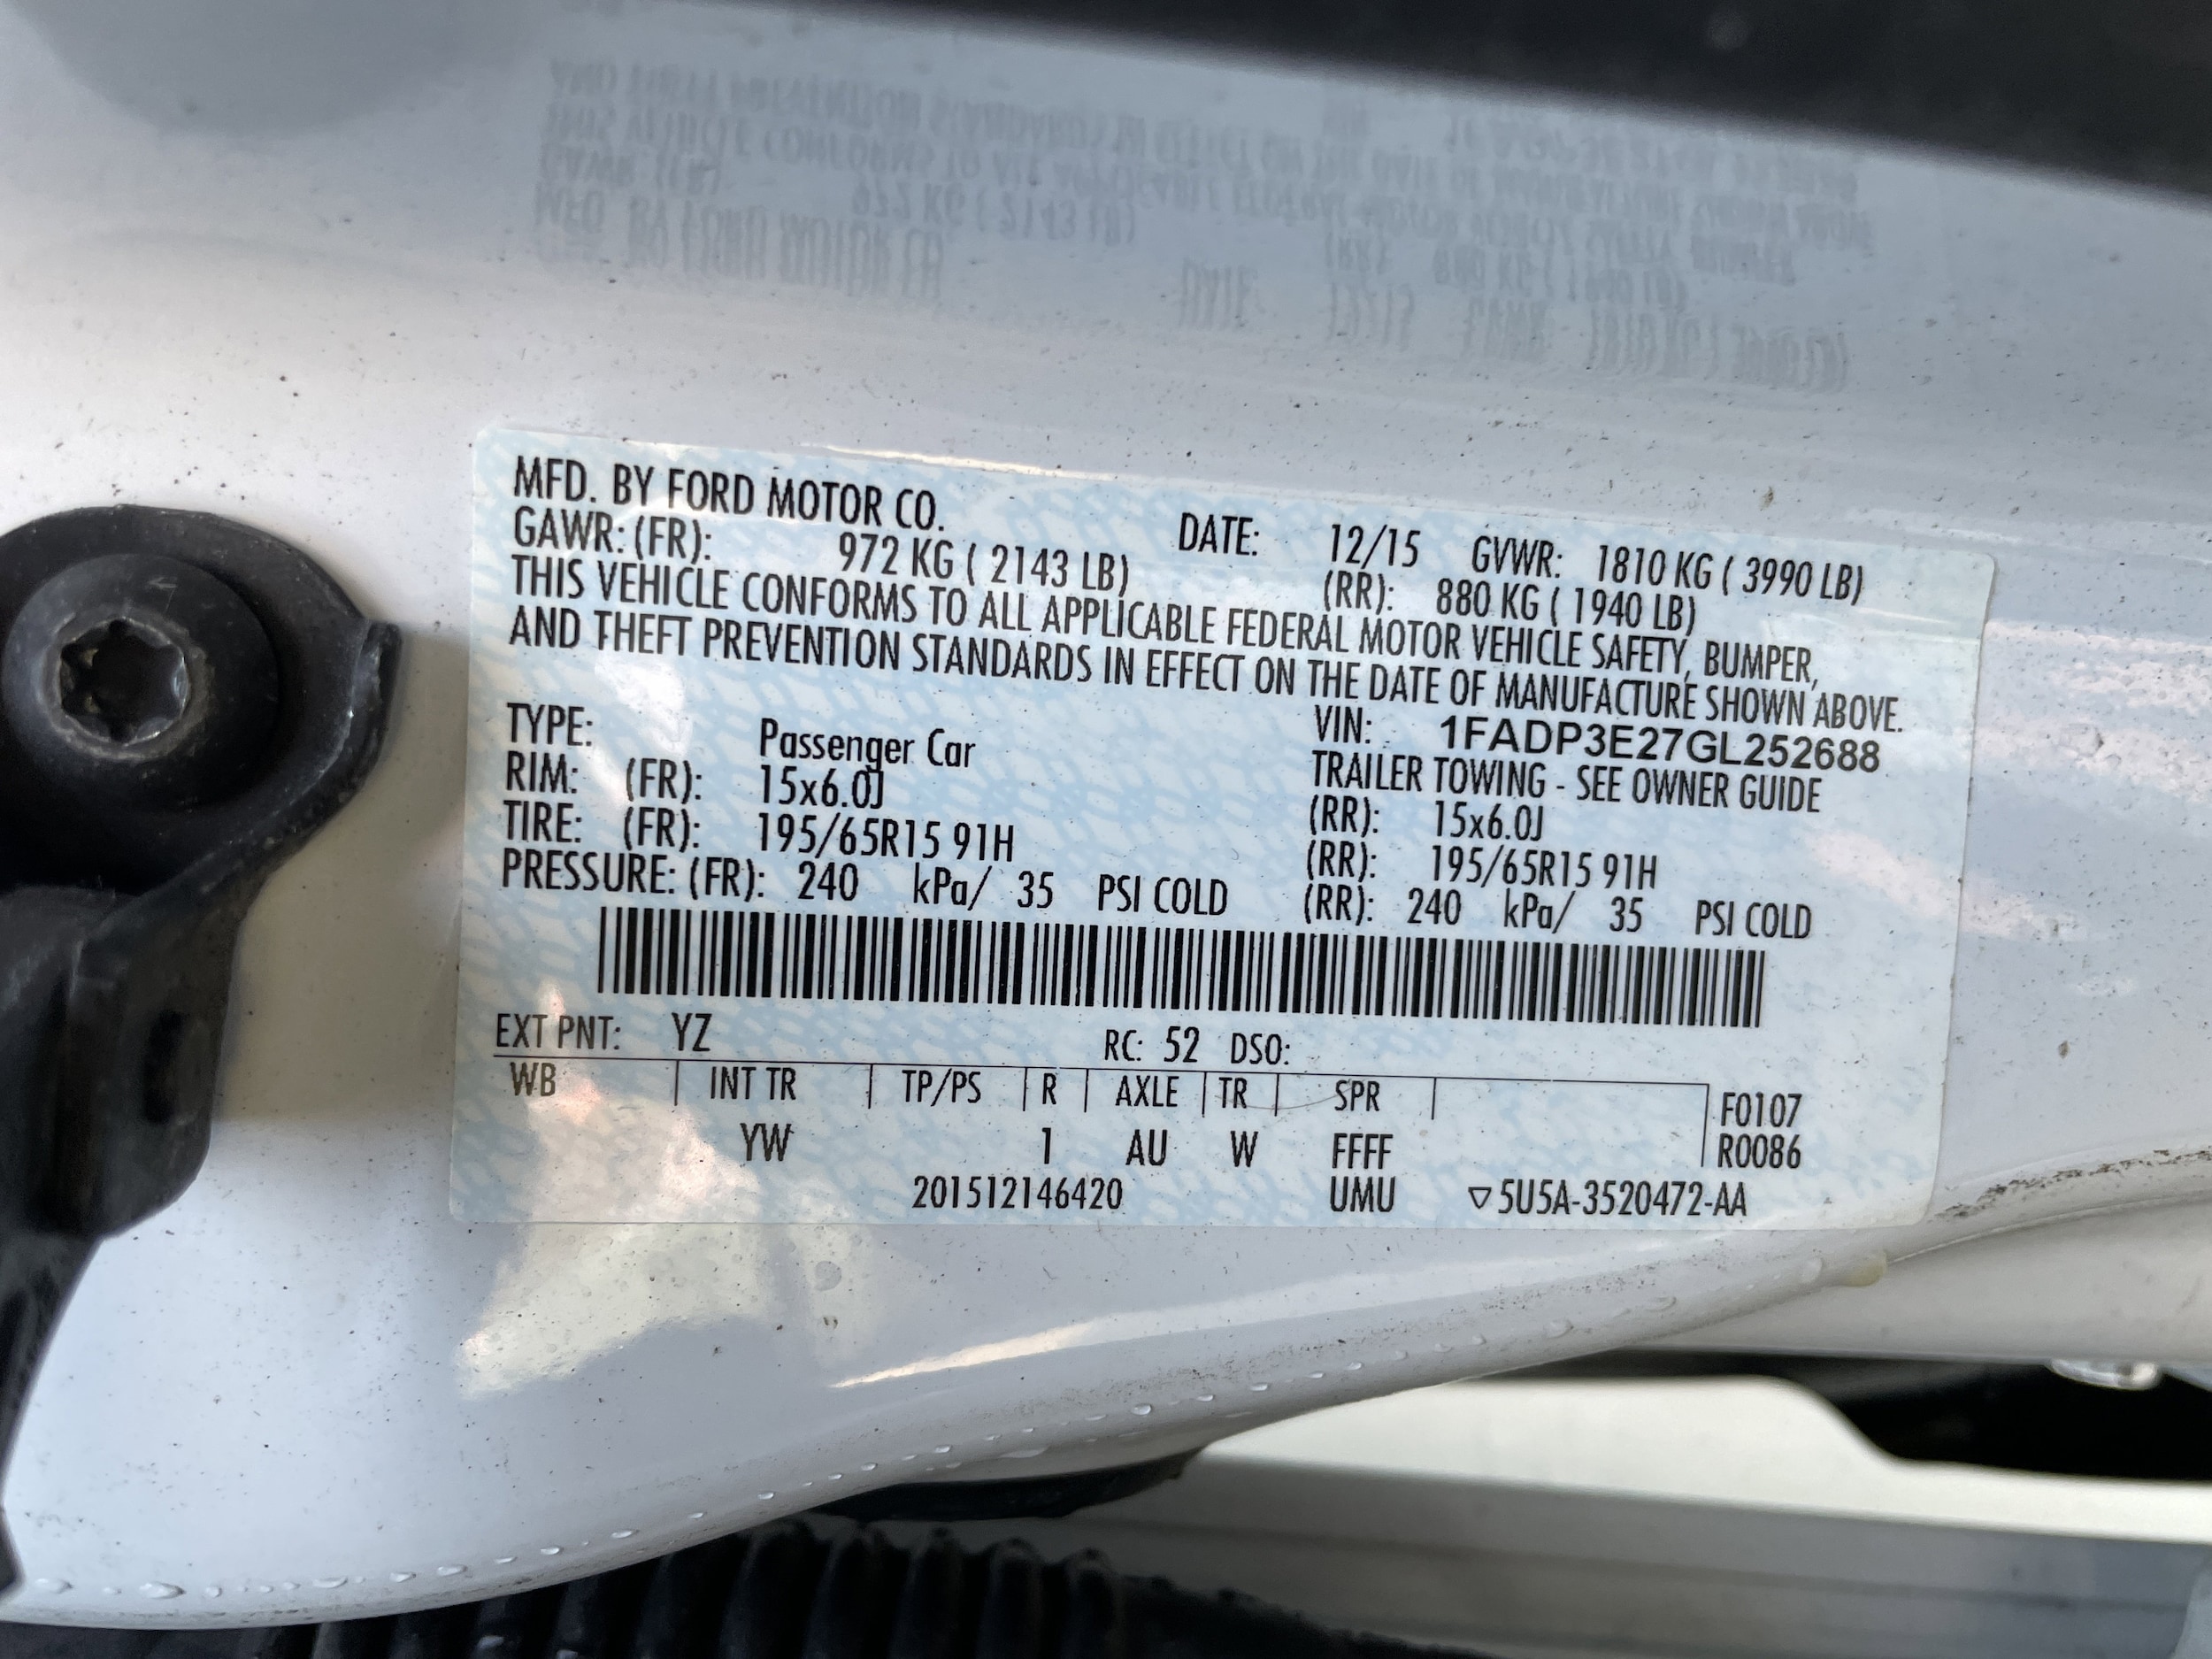 MFD. BY FORD MOTOR CO. DATE: 12/15 GVWR: 1810 KG ( 3990 LB)
GAWR: (FR): 972 KG ( 2143 LB) (RR): 880 KG ( 1940 LB)
THIS VEHICLE CONFORMS TO ALL APPLICABLE FEDERAL MOTOR VEHICLE SAFETY, BUMPER,
AND THEFT PREVENTION STANDARDS IN EFFECT ON THE DATE OF MANUFACTURE SHOWN ABOVE.
VIN: 1FADP3E27GL252688
TYPE: Passenger Car TRAILER TOWING - SEE OWNER GUIDE
RIM: (FR): 15x6.0J (RR): 15x6.0J
TIRE: (FR): 195/65R15 91H (RR): 195/65R15 91H
PRESSURE: (FR): 240 kPa/ 35 PSI COLD (RR): 240 kPa/ 35 PSI COLD
EXT PNT: YZ RC: 52 DSO:
WB INT TR TP/PS R AXLE TR SPR F0107
YW 1 AU W FFFF R0086
201512146420 UMU ▽5U5A-3520472-AA